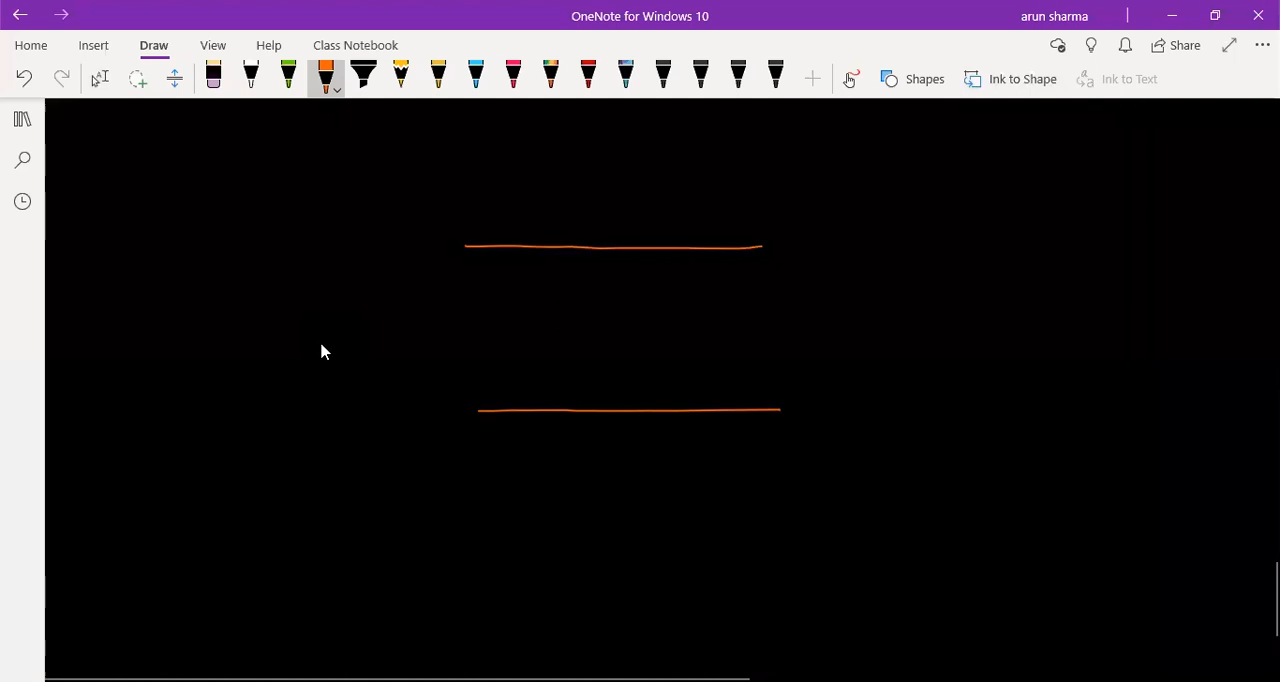 OneNote for Windows 10
arun sharma
Home
Insert
Draw
View
Help
Class Notebook
Share
Shapes
Ink to Shape
Ink to Text